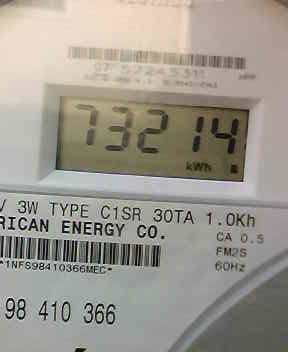 73214
kWh
V 3W TYPE C1SR 30TA 1.0Kh
RICAN ENERGY CO.
CA 0.5
FM2S
60Hz
*1NFS98410366MEC*
98 410 366